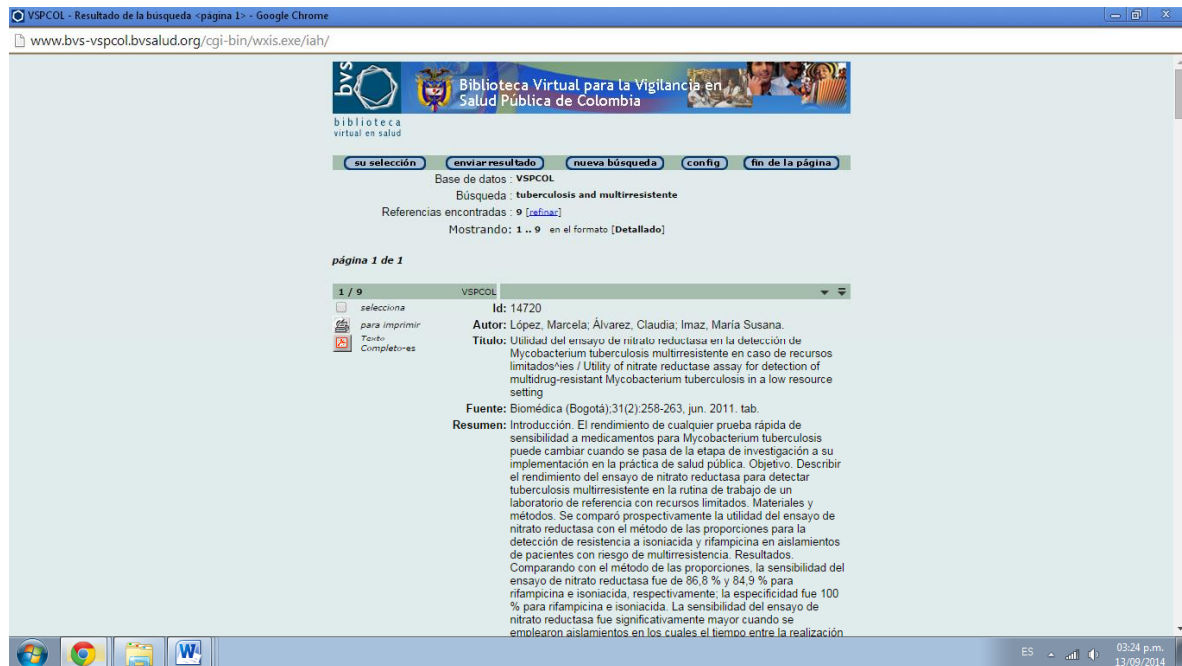 VSPCOL - Resultado de la búsqueda <página 1> - Google Chrome
www.bvs-vspcol.bvsalud.org/cgi-bin/wxis.exe/iah/
bvs
Biblioteca Virtual para la Vigilancia en
Salud Pública de Colombia
biblioteca
virtual en salud
su selección enviar resultado nueva búsqueda config fin de la página
Base de datos : VSPCOL
Búsqueda : tuberculosis and multirresistente
Referencias encontradas : 9 [refinar]
Mostrando: 1 .. 9 en el formato [Detallado]
página 1 de 1
1 / 9 VSPCOL
selecciona
para imprimir
Texto
Completo-es
Id: 14720
Autor: López, Marcela; Álvarez, Claudia; Imaz, María Susana.
Título: Utilidad del ensayo de nitrato reductasa en la detección de
Mycobacterium tuberculosis multirresistente en caso de recursos
limitados^ies / Utility of nitrate reductase assay for detection of
multidrug-resistant Mycobacterium tuberculosis in a low resource
setting
Fuente: Biomédica (Bogotá);31(2):258-263, jun. 2011. tab.
Resumen: Introducción. El rendimiento de cualquier prueba rápida de
sensibilidad a medicamentos para Mycobacterium tuberculosis
puede cambiar cuando se pasa de la etapa de investigación a su
implementación en la práctica de salud pública. Objetivo. Describir
el rendimiento del ensayo de nitrato reductasa para detectar
tuberculosis multirresistente en la rutina de trabajo de un
laboratorio de referencia con recursos limitados. Materiales y
métodos. Se comparó prospectivamente la utilidad del ensayo de
nitrato reductasa con el método de las proporciones para la
detección de resistencia a isoniacida y rifampicina en aislamientos
de pacientes con riesgo de multirresistencia. Resultados.
Comparando con el método de las proporciones, la sensibilidad del
ensayo de nitrato reductasa fue de 86,8 % y 84,9 % para
rifampicina e isoniacida, respectivamente; la especificidad fue 100
% para rifampicina e isoniacida. La sensibilidad del ensayo de
nitrato reductasa fue significativamente mayor cuando se
emplearon aislamientos en los cuales el tiempo entre la realización
ES
03:24 p.m.
13/09/2014